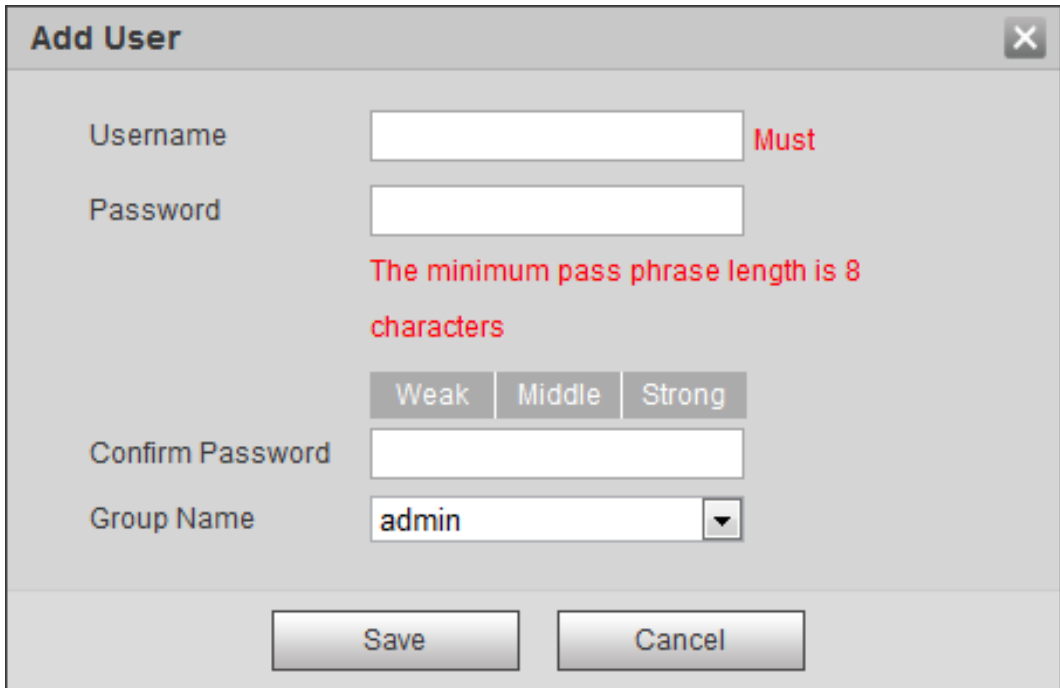 Add User
Username
Must
Password
The minimum pass phrase length is 8
characters
Weak Middle Strong
Confirm Password
Group Name
admin
Save Cancel